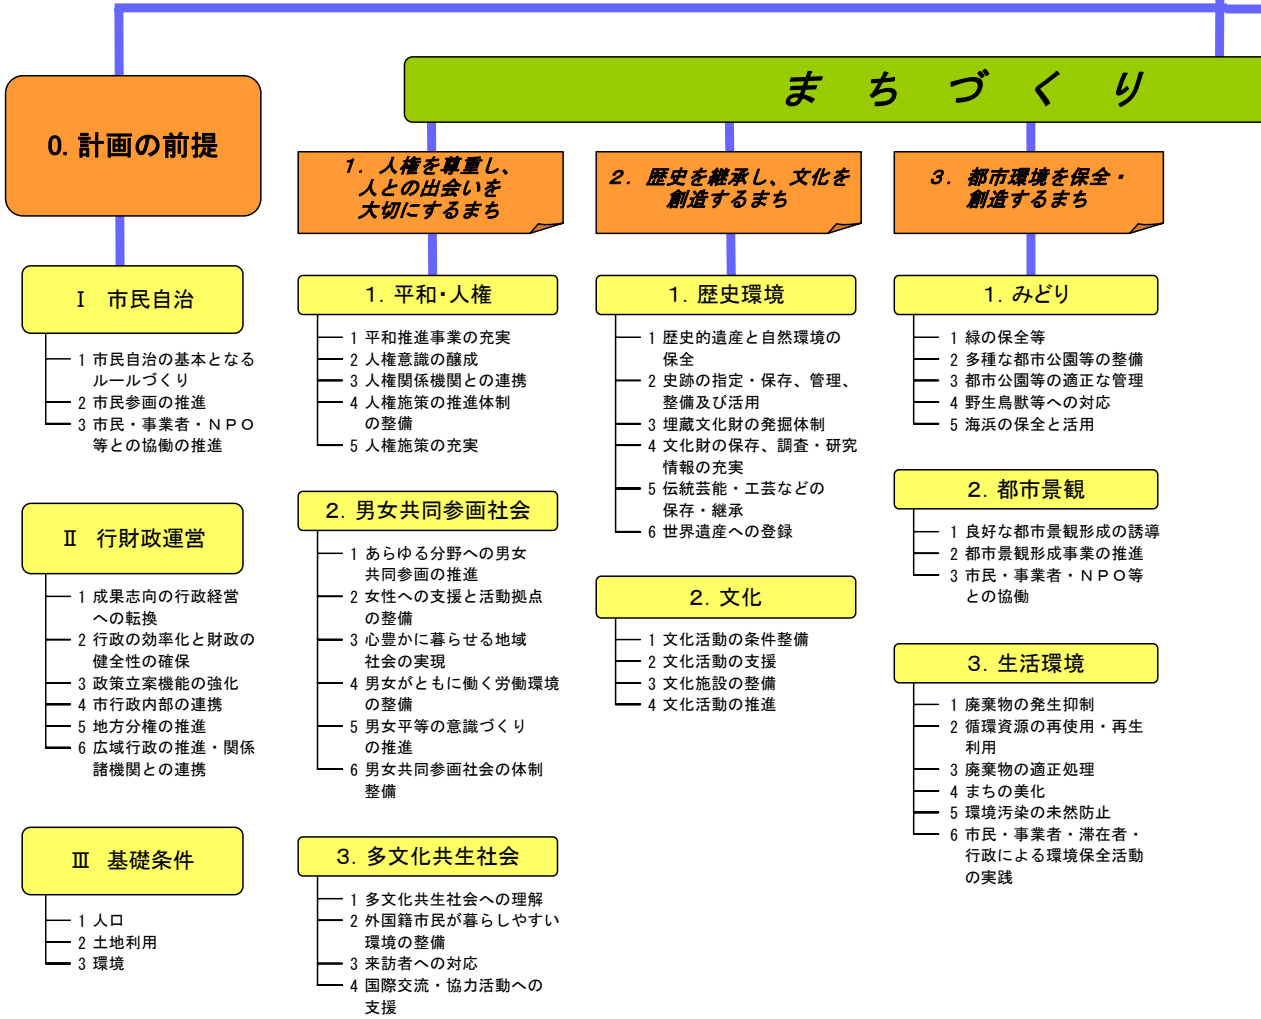 まちづくり
0.計画の前提
Ⅰ 市民自治
1 市民自治の基本となる
ルールづくり
2 市民参画の推進
3 市民・事業者・ＮＰＯ
等との協働の推進
Ⅱ 行財政運営
1 成果志向の行政経営
への転換
2 行政の効率化と財政の
健全性の確保
3 政策立案機能の強化
4 市行政内部の連携
5 地方分権の推進
6 広域行政の推進・関係
諸機関との連携
Ⅲ 基礎条件
1 人口
2 土地利用
3 環境
1．人権を尊重し、
人との出会いを
大切にするまち
1．平和・人権
1 平和推進事業の充実
2 人権意識の醸成
3 人権関係機関との連携
4 人権施策の推進体制
の整備
5 人権施策の充実
2．男女共同参画社会
1 あらゆる分野への男女
共同参画の推進
2 女性への支援と活動拠点
の整備
3 心豊かに暮らせる地域
社会の実現
4 男女がともに働く労働環境
の整備
5 男女平等の意識づくり
の推進
6 男女共同参画社会の体制
整備
3．多文化共生社会
1 多文化共生社会への理解
2 外国籍市民が暮らしやすい
環境の整備
3 来訪者への対応
4 国際交流・協力活動への
支援
2．歴史を継承し、文化を
創造するまち
1．歴史環境
1 歴史的遺産と自然環境の
保全
2 史跡の指定・保存、管理、
整備及び活用
3 埋蔵文化財の発掘体制
4 文化財の保存、調査・研究
情報の充実
5 伝統芸能・工芸などの
保存・継承
6 世界遺産への登録
2．文化
1 文化活動の条件整備
2 文化活動の支援
3 文化施設の整備
4 文化活動の推進
3．都市環境を保全・
創造するまち
1．みどり
1 緑の保全等
2 多種な都市公園等の整備
3 都市公園等の適正な管理
4 野生鳥獣等への対応
5 海浜の保全と活用
2．都市景観
1 良好な都市景観形成の誘導
2 都市景観形成事業の推進
3 市民・事業者・ＮＰＯ等
との協働
3．生活環境
1 廃棄物の発生抑制
2 循環資源の再使用・再生
利用
3 廃棄物の適正処理
4 まちの美化
5 環境汚染の未然防止
6 市民・事業者・滞在者・
行政による環境保全活動
の実践